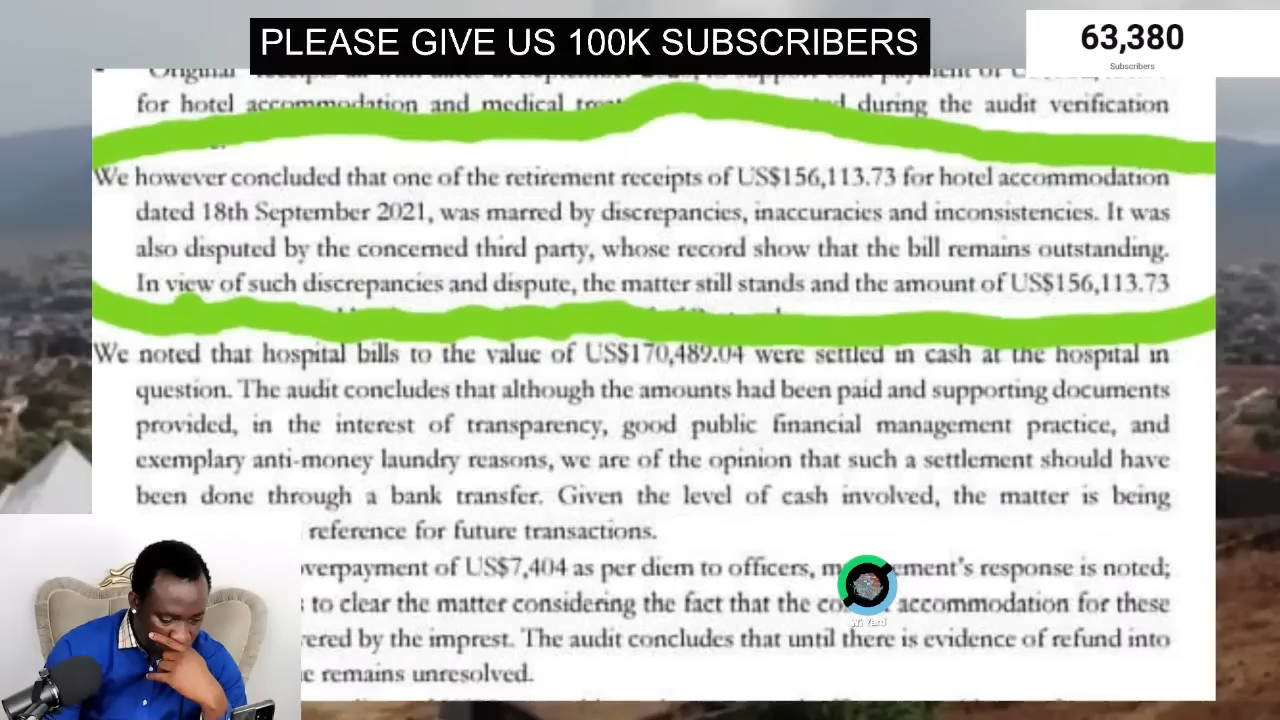 PLEASE GIVE US 100K SUBSCRIBERS
63,380
Subscribers
Original
for hotel accommodation and medical during the audit verification
We however concluded that one of the retirement receipts of US$156,113.73 for hotel accommodation
dated 18th September 2021, was marred by discrepancies, inaccuracies and inconsistencies. It was
also disputed by the concerned third party, whose record show that the bill remains outstanding.
In view of such discrepancies and dispute, the matter still stands and the amount of US$156,113.73
We noted that hospital bills to the value of US$170,489.04 were settled in cash at the hospital in
question. The audit concludes that although the amounts had been paid and supporting documents
provided, in the interest of transparency, good public financial management practice, and
exemplary anti-money laundry reasons, we are of the opinion that such a settlement should have
been done through a bank transfer. Given the level of cash involved, the matter is being
reference for future transactions.
verpayment of US$7,404 as per diem to officers, m ement's response is noted;
to clear the matter considering the fact that the co accommodation for these
ered by the imprest. The audit concludes that until there is evidence of refund into
e remains unresolved.
Wi Yard